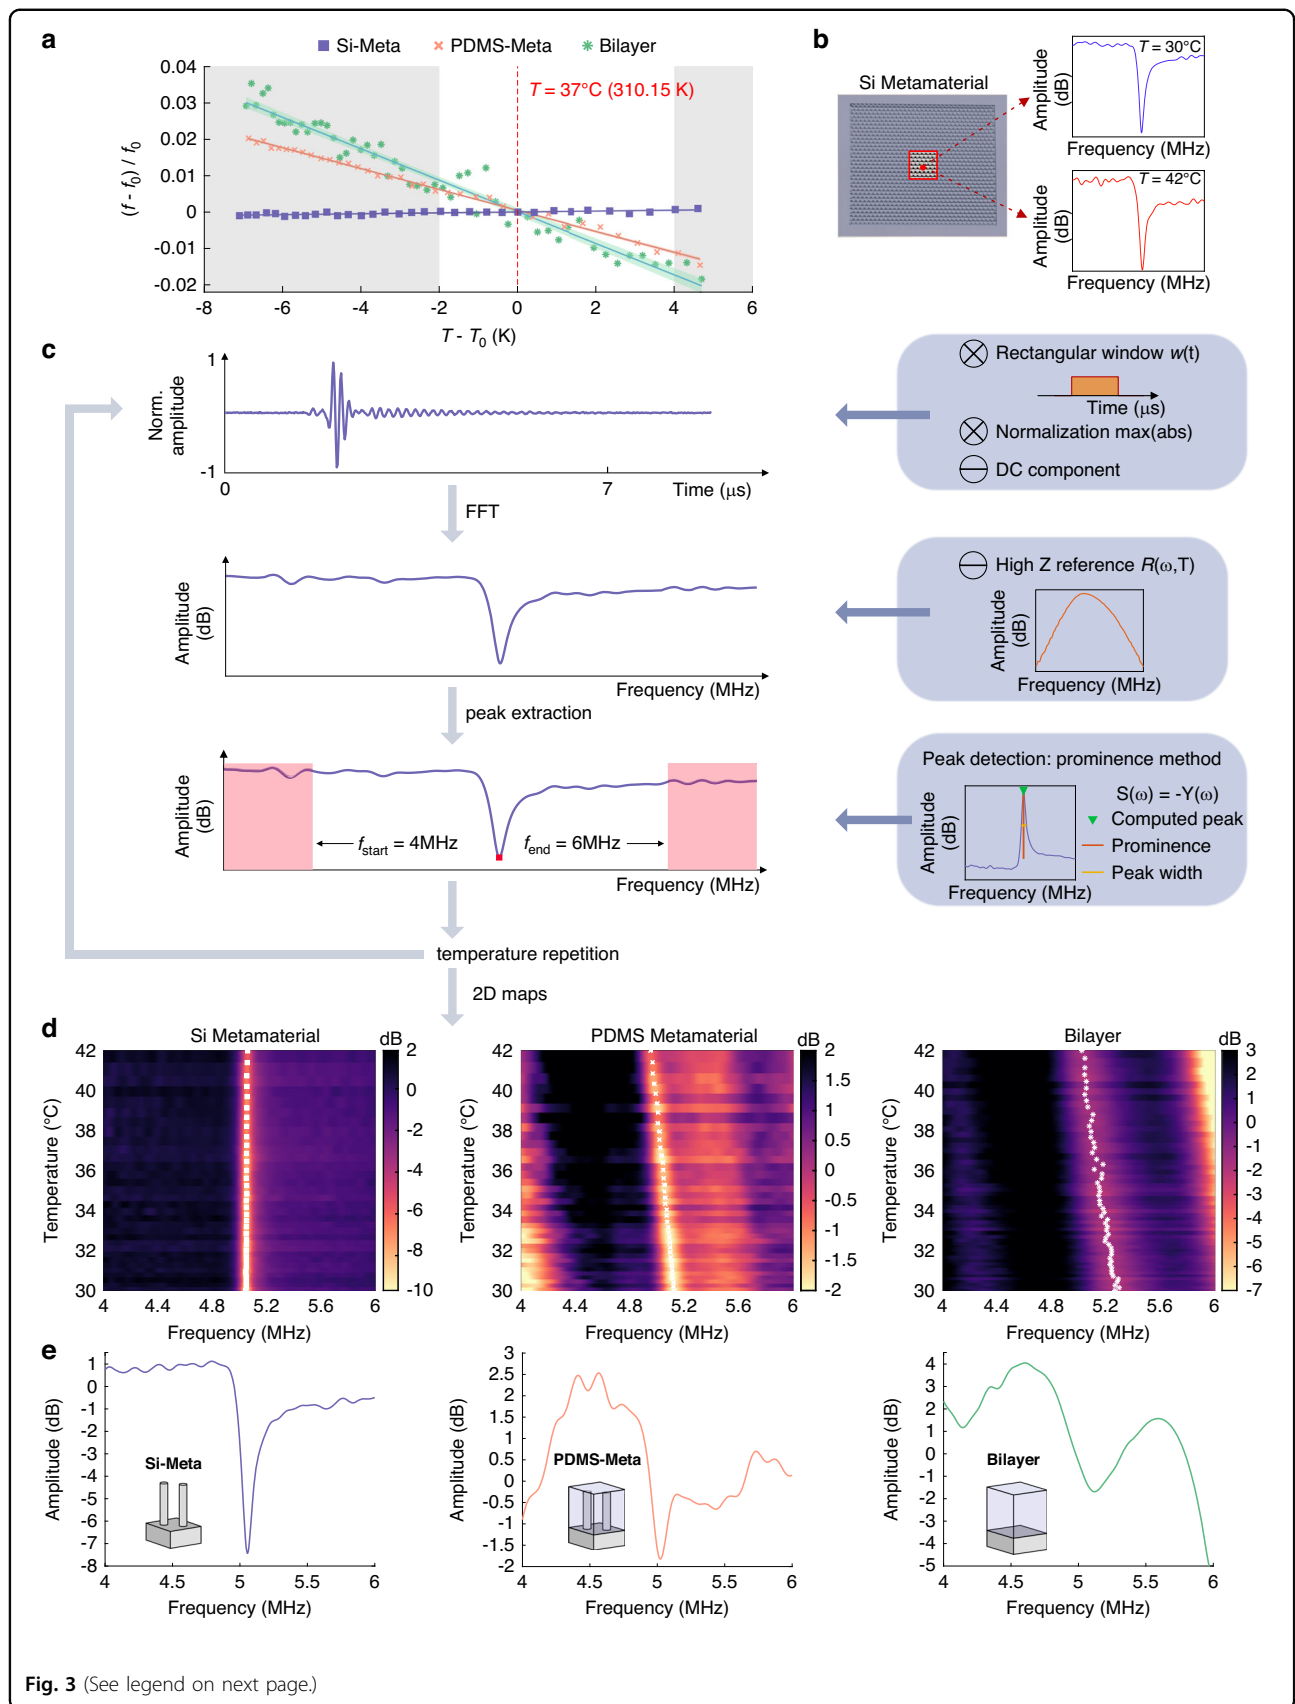 a
Si-Meta
PDMS-Meta
Bilayer
0.04
0.03
0.02
0.01
0
-0.01
-0.02
(f - f0) / f0
T = 37°C (310.15 K)
-8
-6
-4
-2
0
2
4
6
T - T0 (K)
b
Si Metamaterial
Amplitude
(dB)
T = 30°C
Frequency (MHz)
Amplitude
(dB)
T = 42°C
Frequency (MHz)
c
Norm.
amplitude
1
-1
0
7
Time (μs)
Rectangular window w(t)
Time (μs)
Normalization max(abs)
DC component
FFT
Amplitude
(dB)
Frequency (MHz)
High Z reference R(ω,T)
Amplitude
(dB)
Frequency (MHz)
peak extraction
Amplitude
(dB)
fstart = 4MHz
fend = 6MHz
Frequency (MHz)
Peak detection: prominence method
Amplitude
(dB)
Frequency (MHz)
S(ω) = -Y(ω)
Computed peak
Prominence
Peak width
temperature repetition
2D maps
d
Si Metamaterial
dB
Temperature (°C)
42
40
38
36
34
32
30
4
4.4
4.8
5.2
5.6
6
Frequency (MHz)
2
0
-2
-4
-6
-8
-10
PDMS Metamaterial
dB
Temperature (°C)
42
40
38
36
34
32
30
4
4.4
4.8
5.2
5.6
6
Frequency (MHz)
2
1.5
1
0.5
0
-0.5
-1
-1.5
-2
Bilayer
dB
Temperature (°C)
42
40
38
36
34
32
30
4
4.4
4.8
5.2
5.6
6
Frequency (MHz)
3
2
1
0
-1
-2
-3
-4
-5
-6
-7
e
Amplitude (dB)
1
0
-1
-2
-3
-4
-5
-6
-7
-8
Si-Meta
4
4.5
5
5.5
6
Frequency (MHz)
Amplitude (dB)
3
2.5
2
1.5
1
0.5
0
-0.5
-1
-1.5
-2
PDMS-Meta
4
4.5
5
5.5
6
Frequency (MHz)
Amplitude (dB)
4
3
2
1
0
-1
-2
-3
-4
-5
Bilayer
4
4.5
5
5.5
6
Frequency (MHz)
Fig. 3 (See legend on next page.)